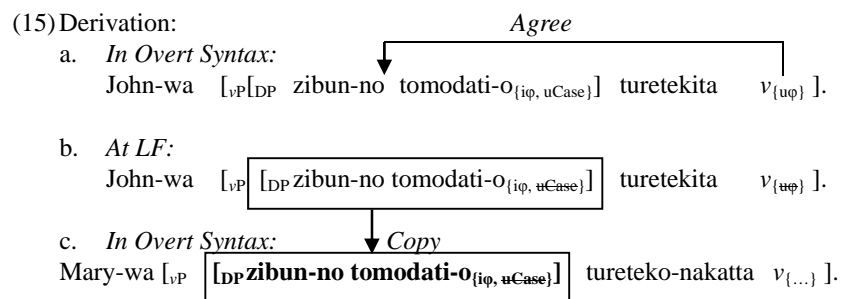 (15) Derivation: Agree
a. In Overt Syntax:
John-wa [vP[DP zibun-no tomodati-o{iφ, uCase}] turetekita v{uφ} ].
b. At LF:
John-wa [vP [DP zibun-no tomodati-o{iφ, uCase}] turetekita v{uφ} ].
c. In Overt Syntax: Copy
Mary-wa [vP [DP zibun-no tomodati-o{iφ, uCase}] tureteko-nakatta v{…} ].